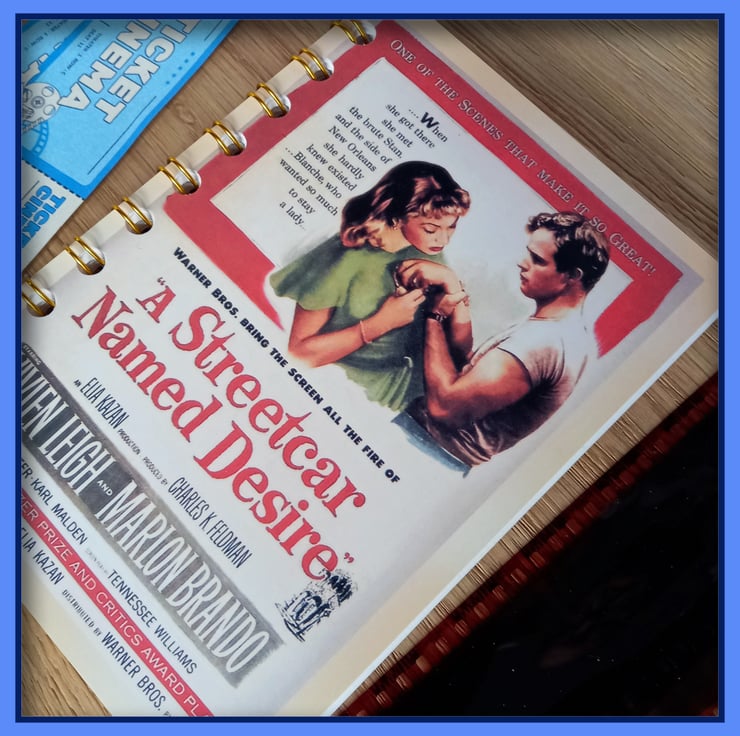 TICKET
CINEMA
ONE OF THE SCENES THAT MAKE IT SO GREAT!
....When
she got there
she met
the brute Stan,
and the side of
New Orleans
she hardly
knew existed
...Blanche, who
wanted so much
to stay
a lady...
WARNER BROS. BRING THE SCREEN ALL THE FIRE OF
"A Streetcar
Named Desire"
AN ELIA KAZAN PRODUCTION PRODUCED BY CHARLES K. FELDMAN
VIVIEN LEIGH AND MARLON BRANDO
KARL MALDEN
TENNESSEE WILLIAMS
PRIZE AND CRITICS AWARD
ELIA KAZAN DISTRIBUTED BY WARNER BROS.